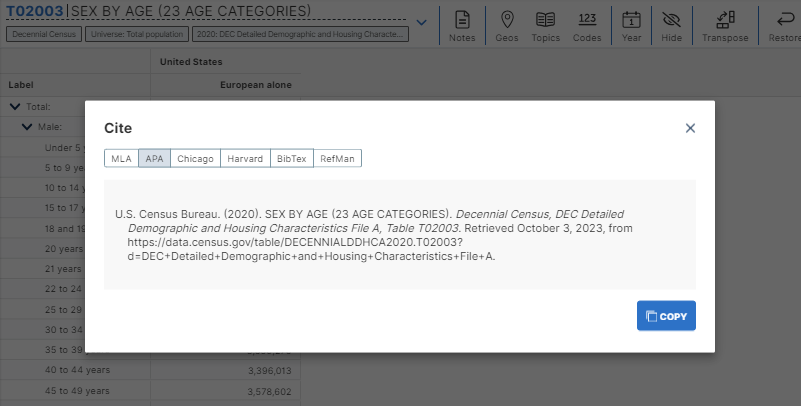 T02003 | SEX BY AGE (23 AGE CATEGORIES)
Decennial Census Universe: Total population 2020: DEC Detailed Demographic and Housing Characte...
Notes Geos Topics 123 Codes 1 Year Hide Transpose Restore
United States
Label European alone
Total:
Male:
Under 5
5 to 9
10 to 14
15 to 17
18 and 19
20 years
21 years
22 to 24
25 to 29
30 to 34
35 to 39
40 to 44 years 3,396,013
45 to 49 years 3,578,602
Cite
MLA APA Chicago Harvard BibTex RefMan
U.S. Census Bureau. (2020). SEX BY AGE (23 AGE CATEGORIES). Decennial Census, DEC Detailed
Demographic and Housing Characteristics File A, Table T02003. Retrieved October 3, 2023, from
https://data.census.gov/table/DECENNIALDDHCA2020.T02003?
d=DEC+Detailed+Demographic+and+Housing+Characteristics+File+A.
COPY